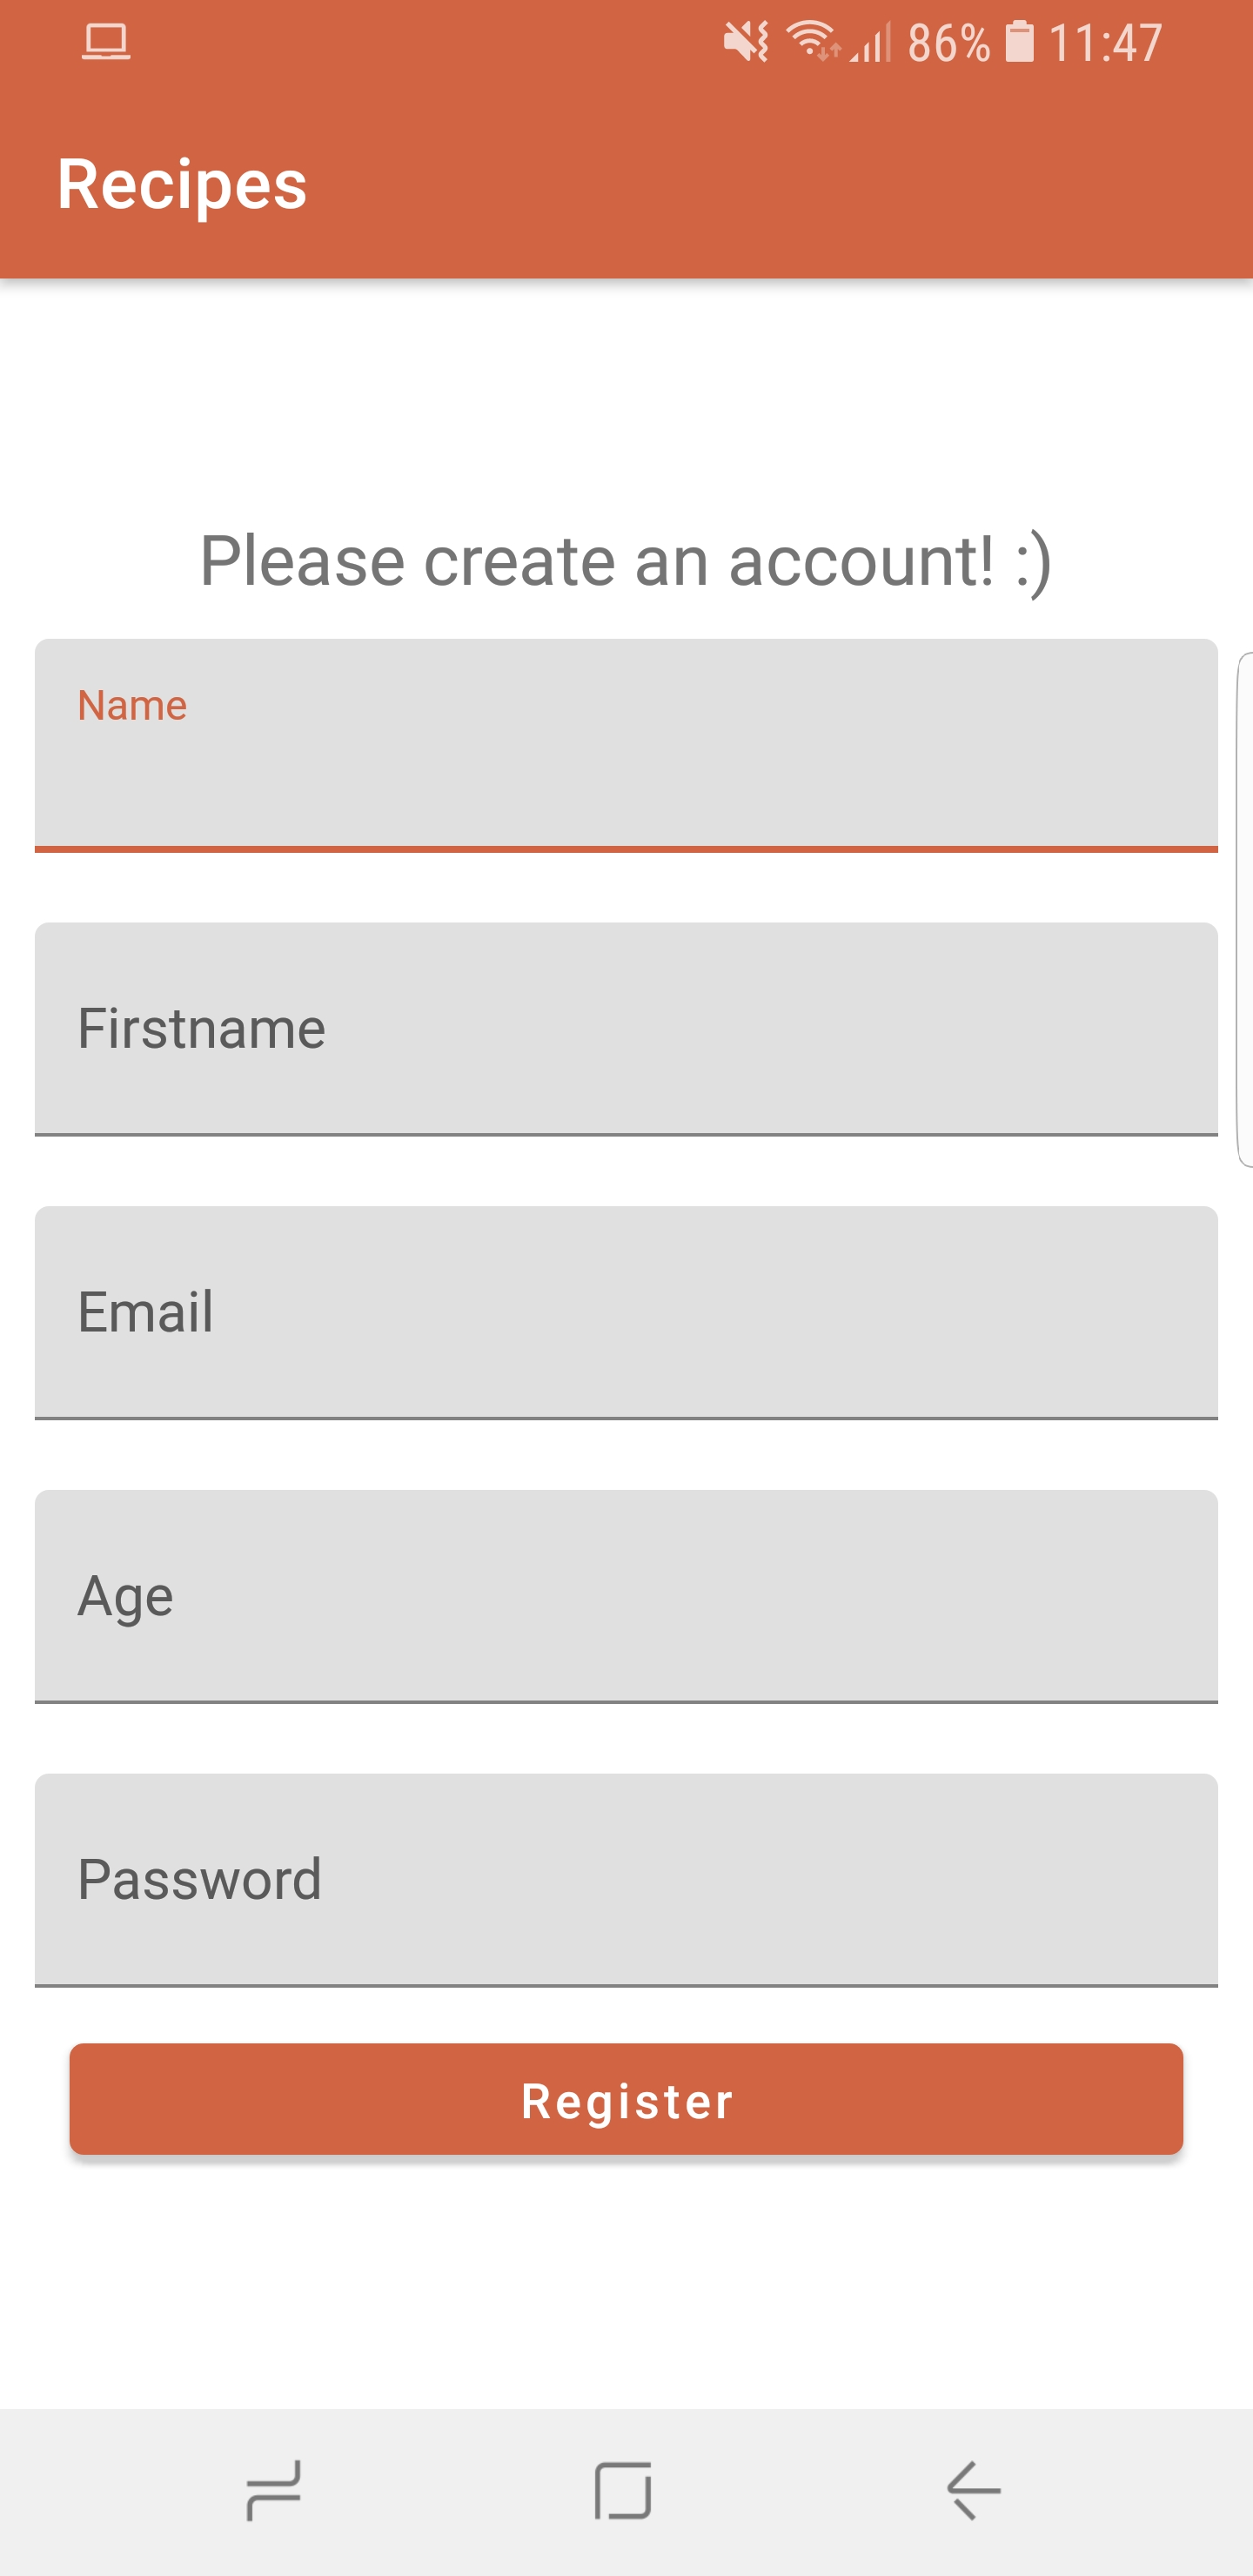 86% 11:47
Recipes
Please create an account! :)
Name
Firstname
Email
Age
Password
Register